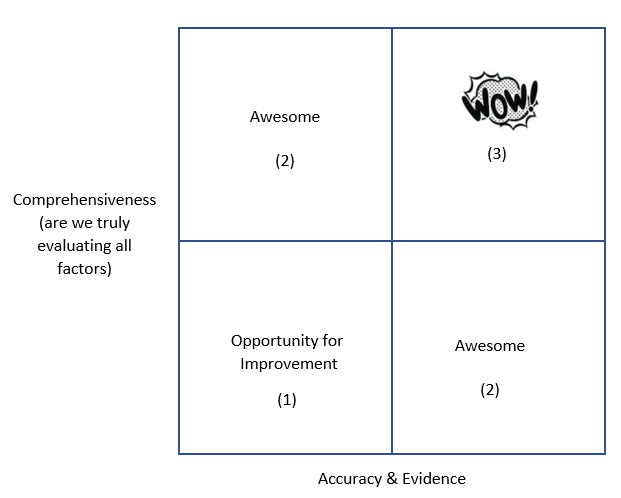 Awesome
(2)
WOW!
(3)
Comprehensiveness
(are we truly
evaluating all
factors)
Opportunity for
Improvement
(1)
Awesome
(2)
Accuracy & Evidence